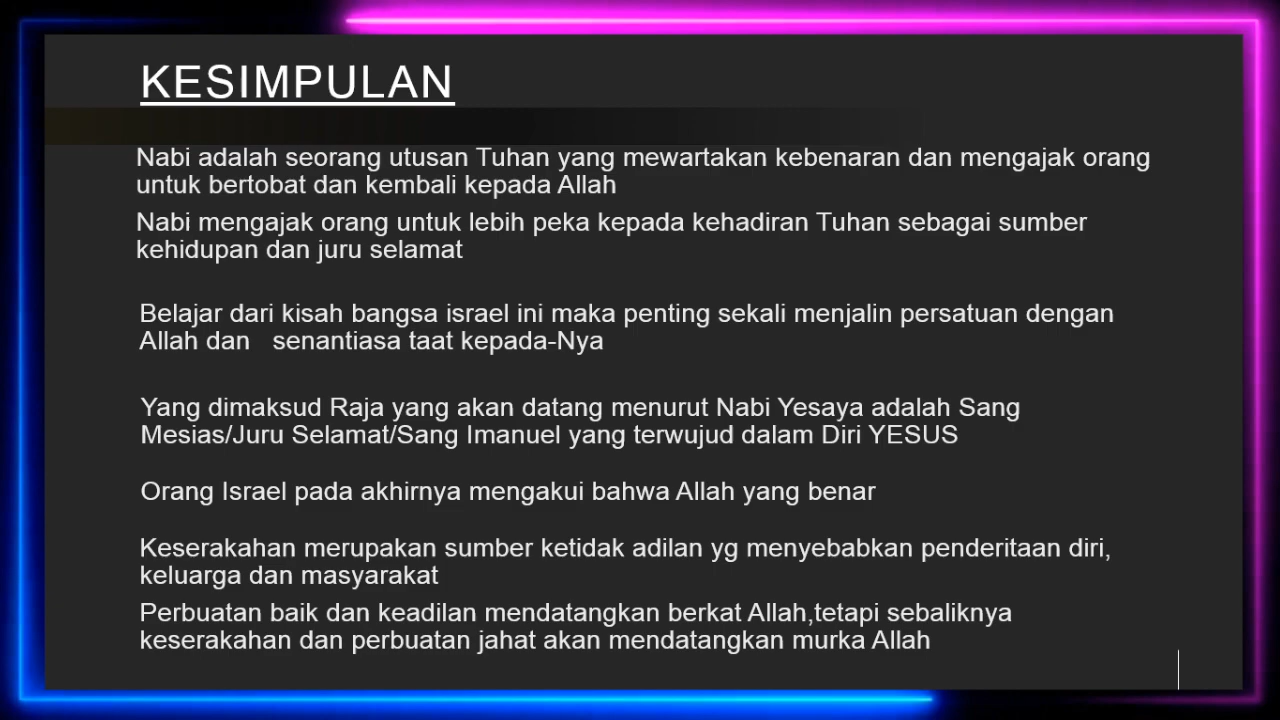 KESIMPULAN
Nabi adalah seorang utusan Tuhan yang mewartakan kebenaran dan mengajak orang
untuk bertobat dan kembali kepada Allah
Nabi mengajak orang untuk lebih peka kepada kehadiran Tuhan sebagai sumber
kehidupan dan juru selamat
Belajar dari kisah bangsa israel ini maka penting sekali menjalin persatuan dengan
Allah dan   senantiasa taat kepada-Nya
Yang dimaksud Raja yang akan datang menurut Nabi Yesaya adalah Sang
Mesias/Juru Selamat/Sang Imanuel yang terwujud dalam Diri YESUS
Orang Israel pada akhirnya mengakui bahwa Allah yang benar
Keserakahan merupakan sumber ketidak adilan yg menyebabkan penderitaan diri,
keluarga dan masyarakat
Perbuatan baik dan keadilan mendatangkan berkat Allah,tetapi sebaliknya
keserakahan dan perbuatan jahat akan mendatangkan murka Allah